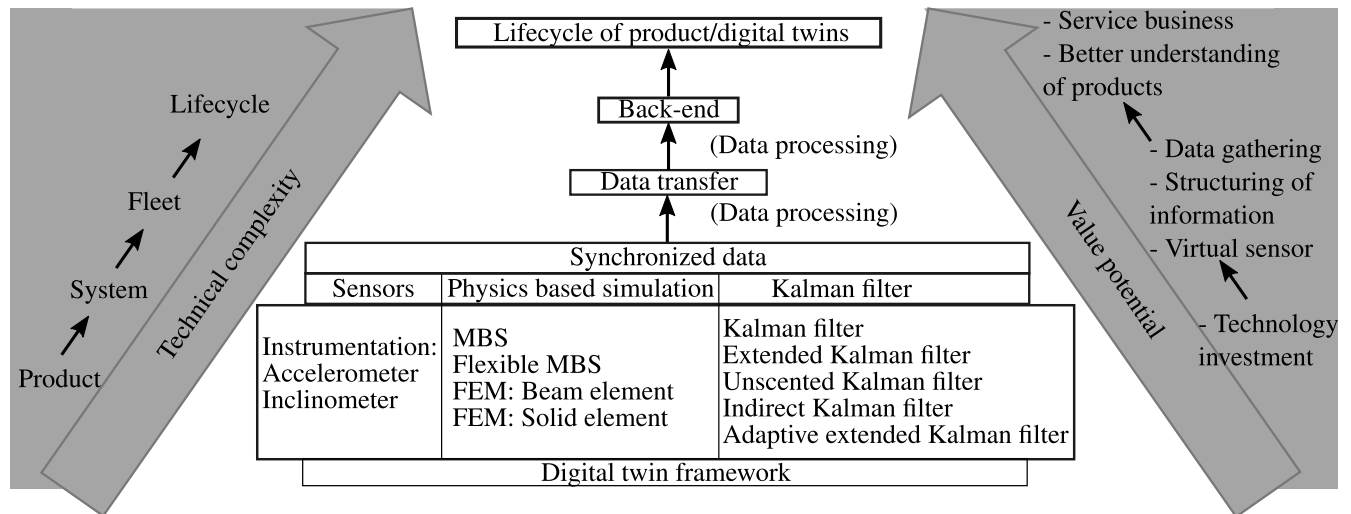 Lifecycle of product/digital twins
Back-end
(Data processing)
Data transfer
(Data processing)
Synchronized data
Sensors
Physics based simulation
Kalman filter
Instrumentation:
Accelerometer
Inclinometer
MBS
Flexible MBS
FEM: Beam element
FEM: Solid element
Kalman filter
Extended Kalman filter
Unscented Kalman filter
Indirect Kalman filter
Adaptive extended Kalman filter
Digital twin framework
Lifecycle
Fleet
System
Product
Technical complexity
- Service business
- Better understanding
of products
- Data gathering
- Structuring of
information
- Virtual sensor
- Technology
investment
Value potential